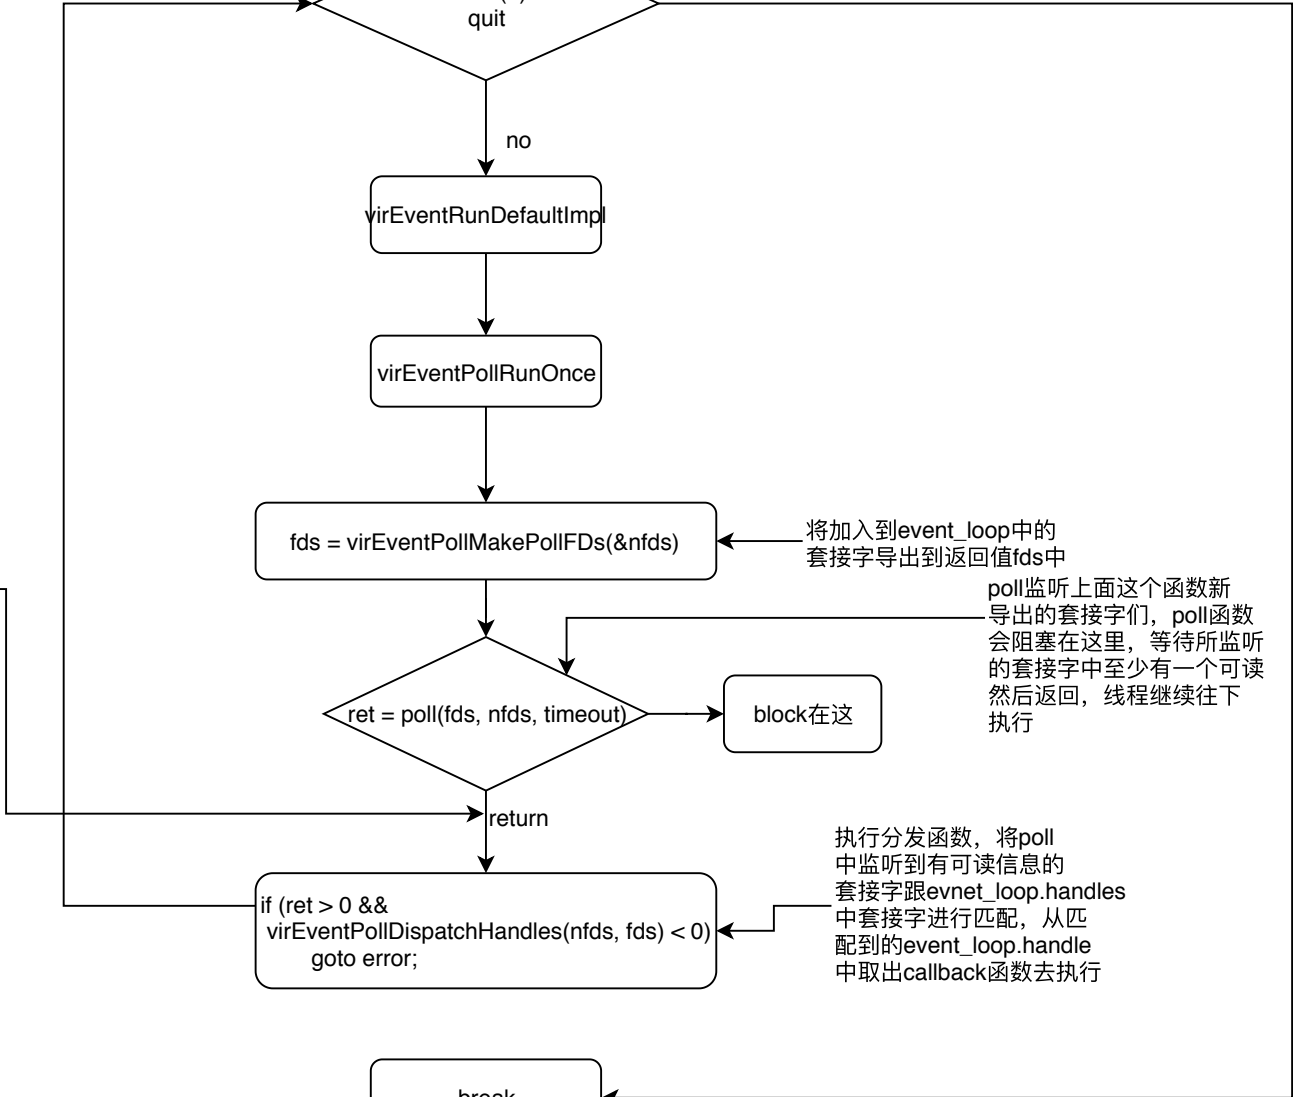 quit
no
virEventRunDefaultImpl
virEventPollRunOnce
fds = virEventPollMakePollFDs(&nfds)
将加入到event_loop中的
套接字导出到返回值fds中
poll监听上面这个函数新
导出的套接字们，poll函数
会阻塞在这里，等待所监听
的套接字中至少有一个可读
然后返回，线程继续往下
执行
ret = poll(fds, nfds, timeout)
block在这
return
执行分发函数，将poll
中监听到有可读信息的
套接字跟evnet_loop.handles
中套接字进行匹配，从匹
配到的event_loop.handle
中取出callback函数去执行
if (ret > 0 &&
virEventPollDispatchHandles(nfds, fds) < 0)
goto error;
break